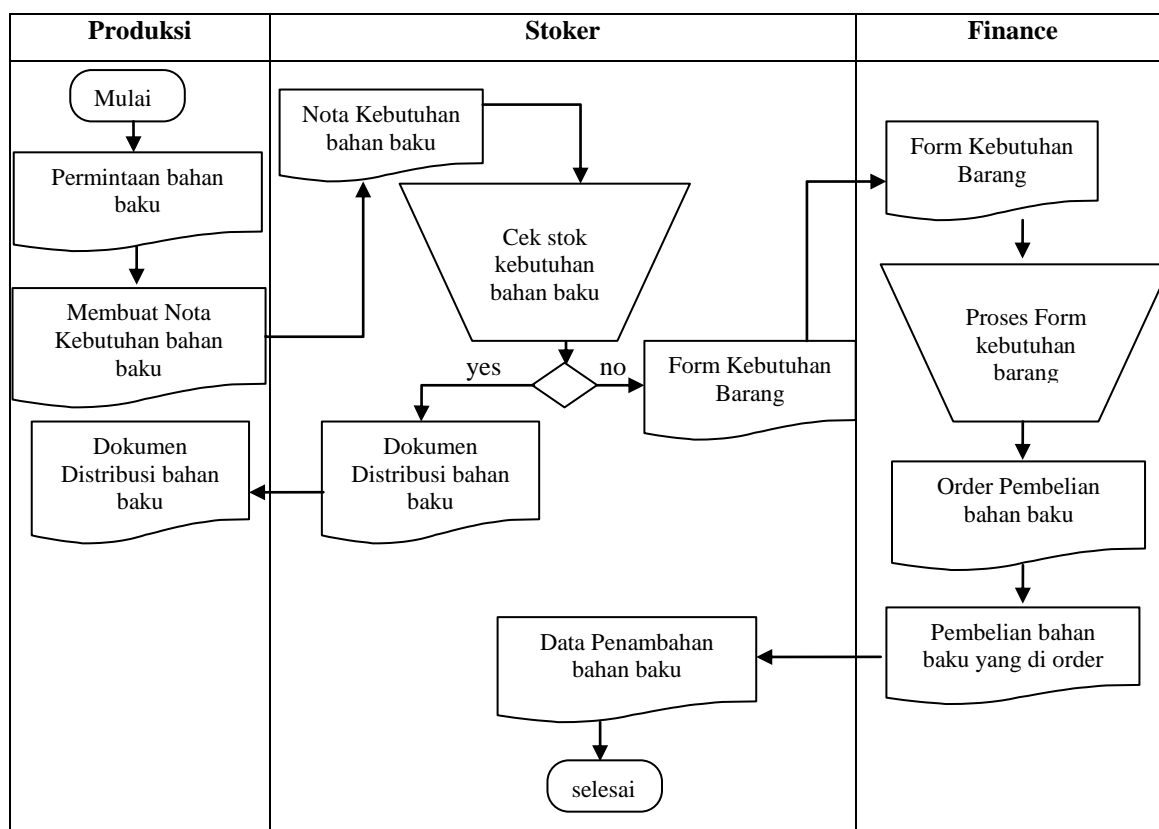 Produksi
Stoker
Finance
Mulai
Permintaan bahan
baku
Membuat Nota
Kebutuhan bahan
baku
Dokumen
Distribusi bahan
baku
Nota Kebutuhan
bahan baku
Cek stok
kebutuhan
bahan baku
yes
no
Form Kebutuhan
Barang
Dokumen
Distribusi bahan
baku
Data Penambahan
bahan baku
selesai
Form Kebutuhan
Barang
Proses Form
kebutuhan
barang
Order Pembelian
bahan baku
Pembelian bahan
baku yang di order